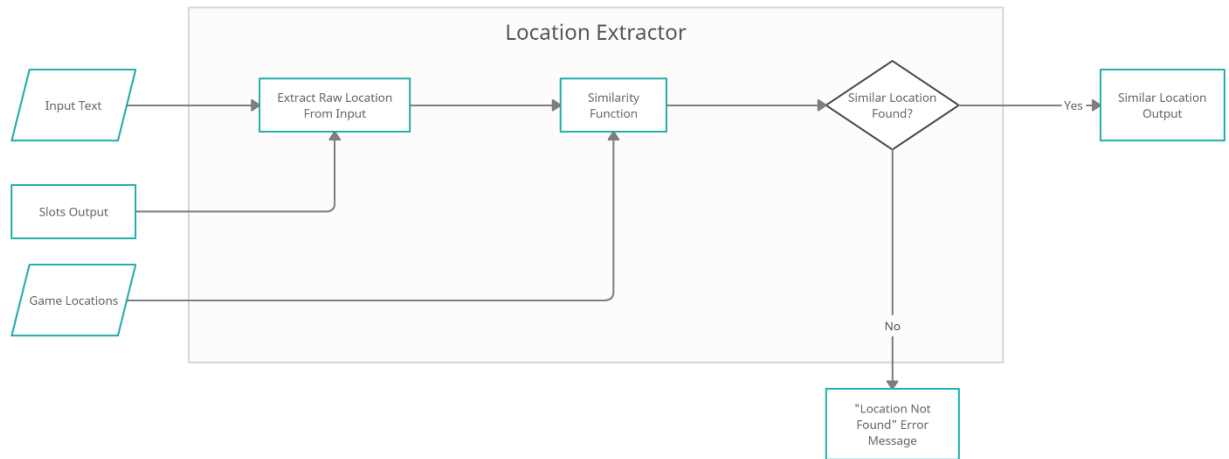 Location Extractor
Input Text
Extract Raw Location
From Input
Similarity
Function
Similar Location
Found?
Yes
Similar Location
Output
Slots Output
Game Locations
No
"Location Not
Found" Error
Message